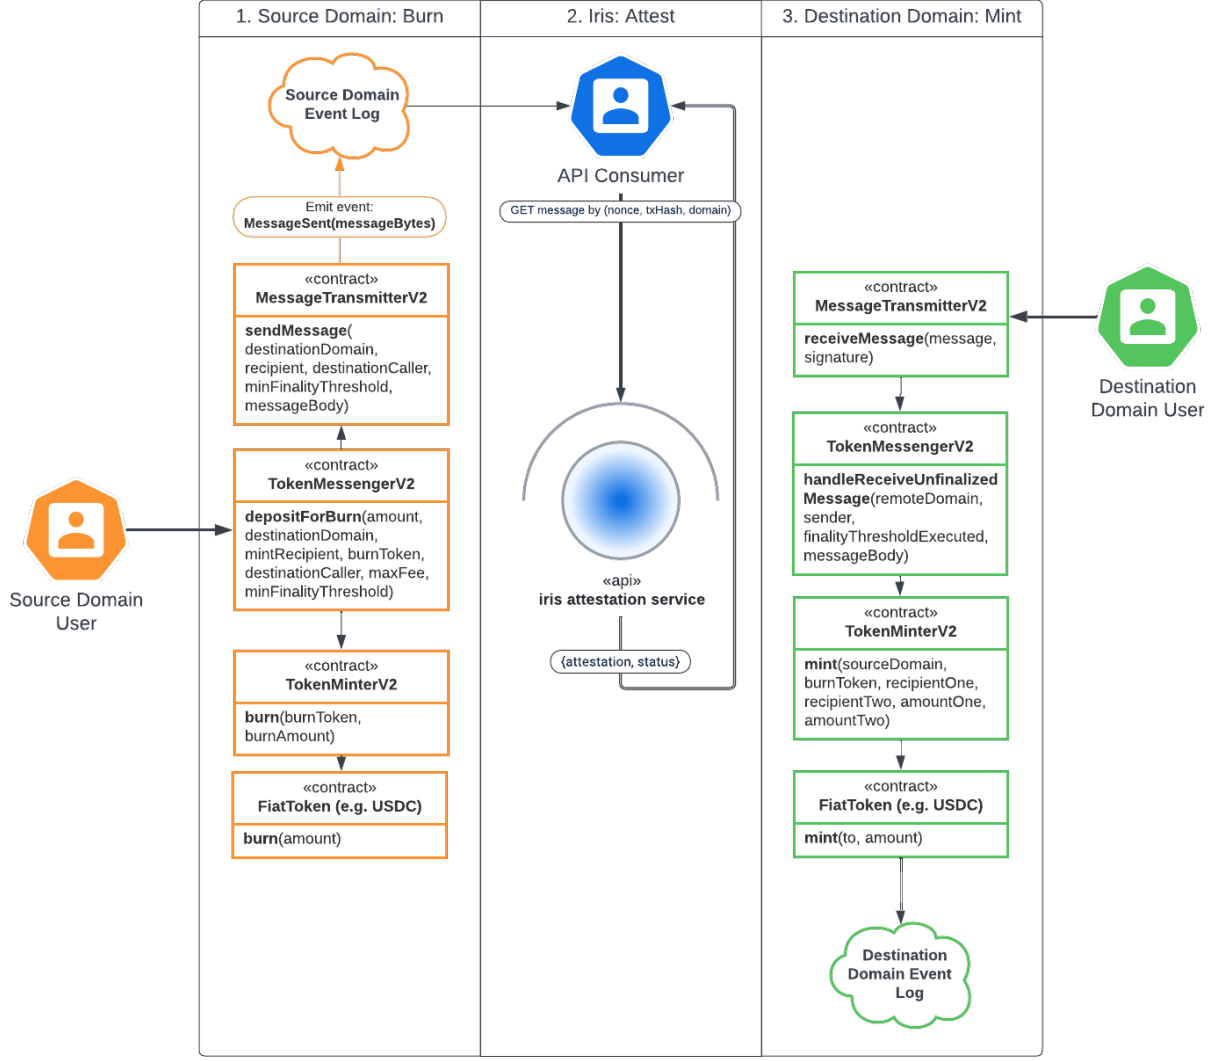 1. Source Domain: Burn
2. Iris: Attest
3. Destination Domain: Mint
Source Domain
Event Log
Emit event:
MessageSent(messageBytes)
«contract»
MessageTransmitterV2
sendMessage(
destinationDomain,
recipient, destinationCaller,
minFinalityThreshold,
messageBody)
«contract»
TokenMessengerV2
depositForBurn(amount,
destinationDomain,
mintRecipient, burnToken,
destinationCaller, maxFee,
minFinalityThreshold)
Source Domain
User
«contract»
TokenMinterV2
burn(burnToken,
burnAmount)
«contract»
FiatToken (e.g. USDC)
burn(amount)
API Consumer
GET message by (nonce, txHash, domain)
«api»
iris attestation service
{attestation, status}
«contract»
MessageTransmitterV2
receiveMessage(message,
signature)
Destination
Domain User
«contract»
TokenMessengerV2
handleReceiveUnfinalized
Message(remoteDomain,
sender,
finalityThresholdExecuted,
messageBody)
«contract»
TokenMinterV2
mint(sourceDomain,
burnToken, recipientOne,
recipientTwo, amountOne,
amountTwo)
«contract»
FiatToken (e.g. USDC)
mint(to, amount)
Destination
Domain Event
Log